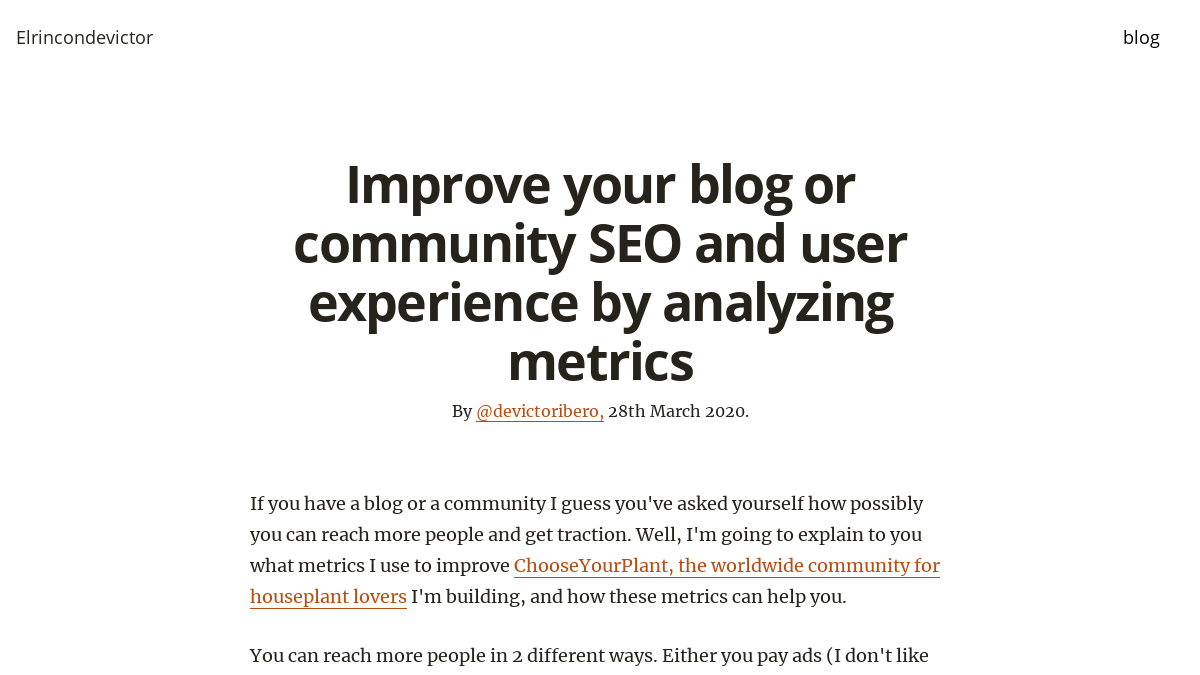 Elrincondevictor
blog
Improve your blog or
community SEO and user
experience by analyzing
metrics
By @devictoribero, 28th March 2020.
If you have a blog or a community I guess you've asked yourself how possibly
you can reach more people and get traction. Well, I'm going to explain to you
what metrics I use to improve ChooseYourPlant, the worldwide community for
houseplant lovers I'm building, and how these metrics can help you.
You can reach more people in 2 different ways. Either you pay ads (I don't like